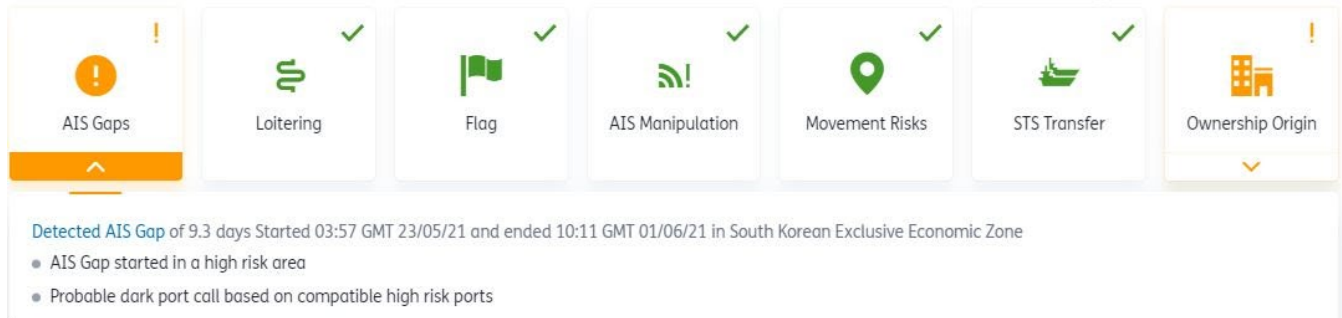 AIS Gaps
Loitering
Flag
AIS Manipulation
Movement Risks
STS Transfer
Ownership Origin
Detected AIS Gap of 9.3 days Started 03:57 GMT 23/05/21 and ended 10:11 GMT 01/06/21 in South Korean Exclusive Economic Zone
AIS Gap started in a high risk area
Probable dark port call based on compatible high risk ports